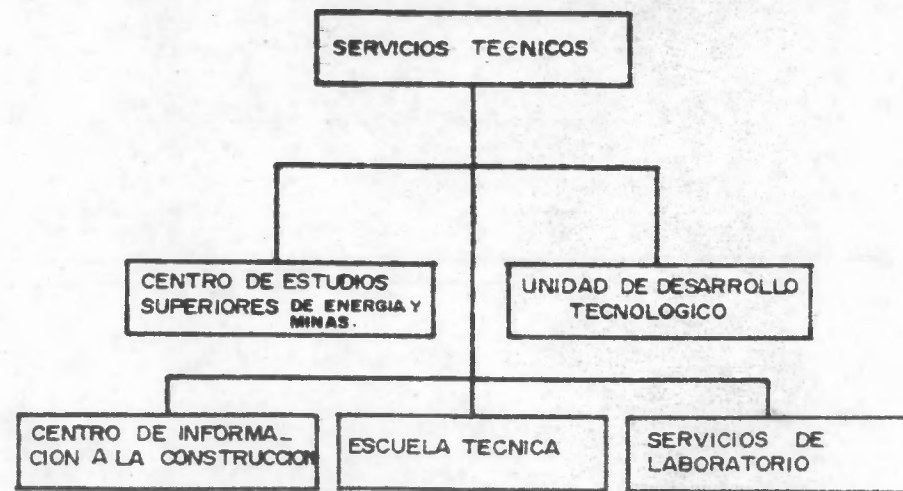 SERVICIOS TECNICOS
CENTRO DE ESTUDIOS
SUPERIORES DE ENERGIA Y
MINAS.
UNIDAD DE DESARROLLO
TECNOLOGICO
CENTRO DE INFORMA_
CION A LA CONSTRUCCION
ESCUELA TECNICA
SERVICIOS DE
LABORATORIO